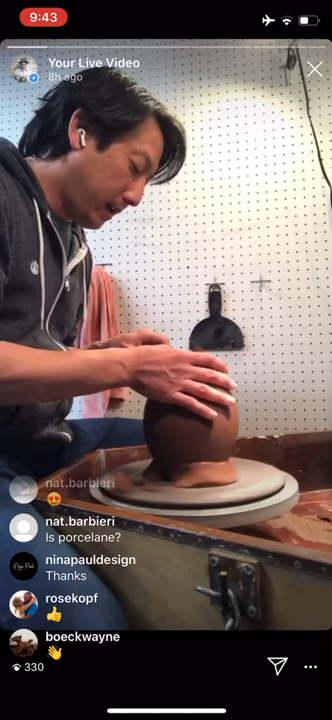 9:43
Your Live Video
8h ago
nat.barbieri
😍
nat.barbieri
Is porcelane?
ninapauldesign
Thanks
rosekopf
👍
boeckwayne
👋
330